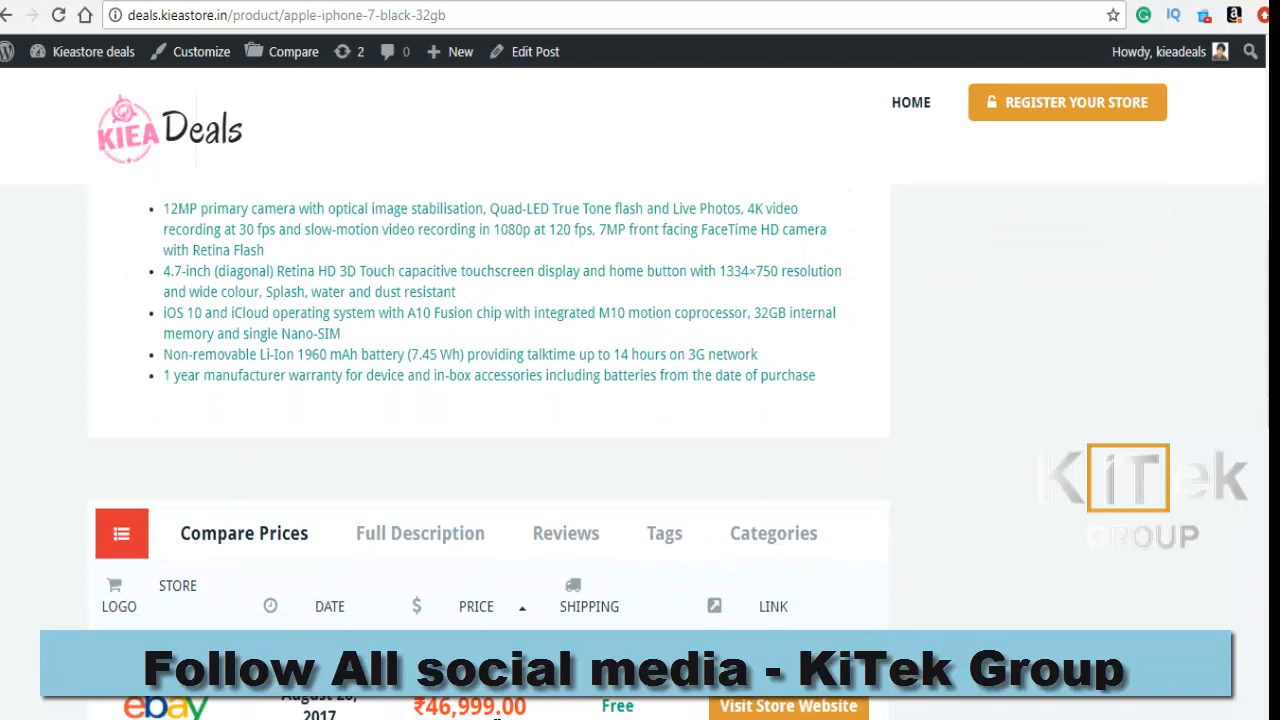 deals.kieastore.in/product/apple-iphone-7-black-32gb
Kieastore deals Customize Compare 2 0 New Edit Post Howdy, kieadeals
KIEA Deals
HOME REGISTER YOUR STORE
• 12MP primary camera with optical image stabilisation, Quad-LED True Tone flash and Live Photos, 4K video
recording at 30 fps and slow-motion video recording in 1080p at 120 fps, 7MP front facing FaceTime HD camera
with Retina Flash
• 4.7-inch (diagonal) Retina HD 3D Touch capacitive touchscreen display and home button with 1334×750 resolution
and wide colour, Splash, water and dust resistant
• iOS 10 and iCloud operating system with A10 Fusion chip with integrated M10 motion coprocessor, 32GB internal
memory and single Nano-SIM
• Non-removable Li-Ion 1960 mAh battery (7.45 Wh) providing talktime up to 14 hours on 3G network
• 1 year manufacturer warranty for device and in-box accessories including batteries from the date of purchase
KiTek
GROUP
Compare Prices Full Description Reviews Tags Categories
STORE
LOGO DATE $ PRICE SHIPPING LINK
Follow All social media - KiTek Group
ebay August 20,
2017 ₹46,999.00 Free Visit Store Website